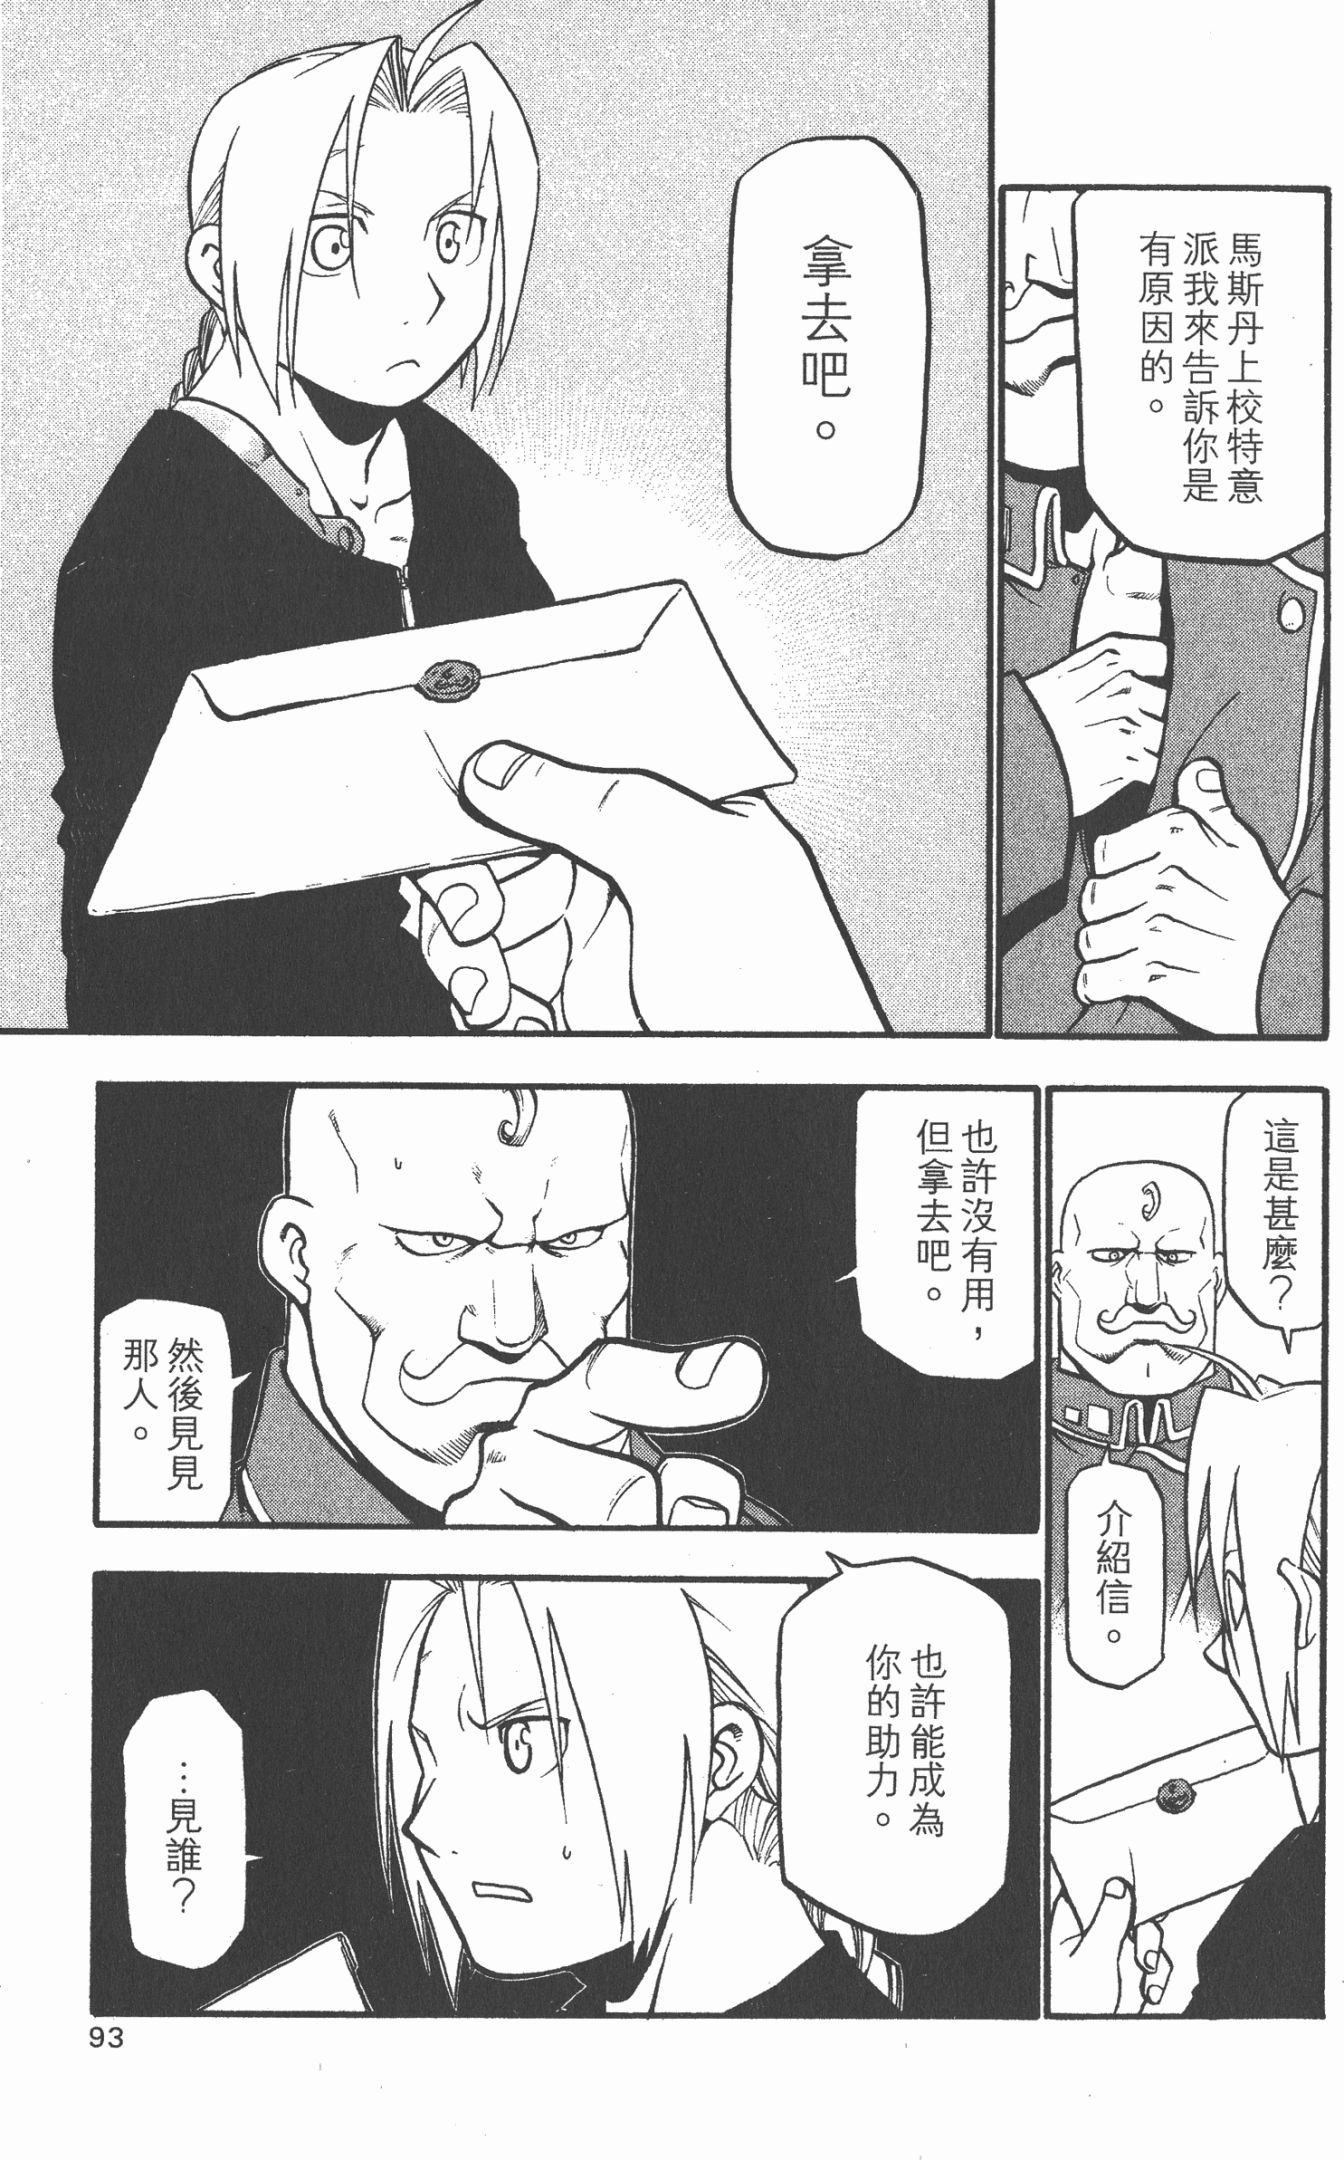 馬斯丹上校特意
派我來告訴你是
有原因的。
拿去吧。
這是甚麼?
介紹信。
也許沒有用，
但拿去吧。
然後見見
那人。
也許能成為
你的助力。
…見誰?
93